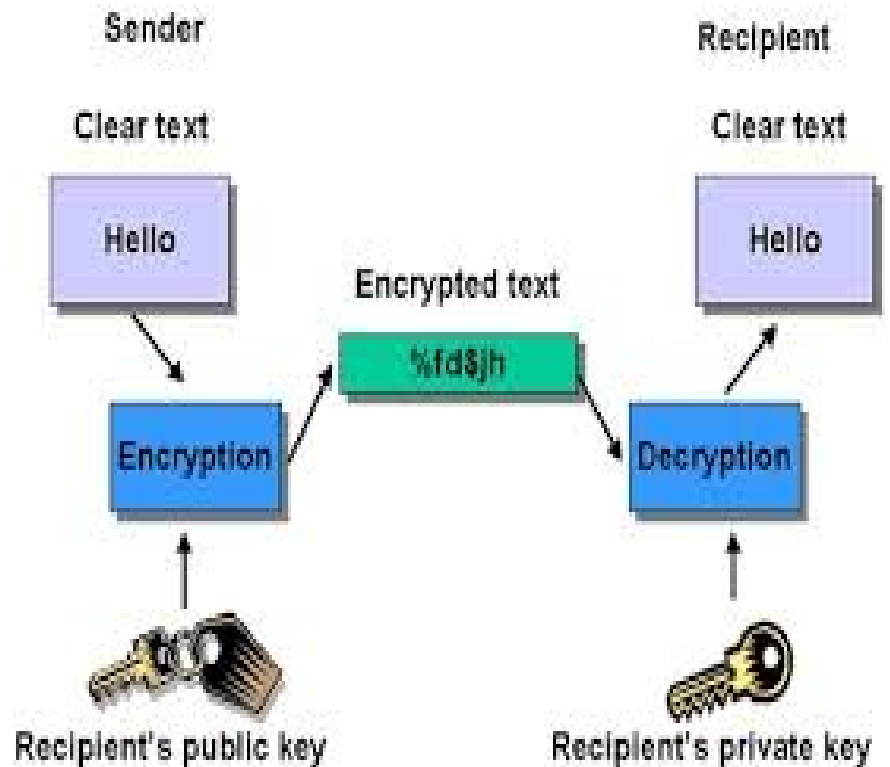 Sender
Recipient
Clear text
Clear text
Hello
Hello
Encrypted text
%fd$jh
Encryption
Decryption
Recipient's public key
Recipient's private key